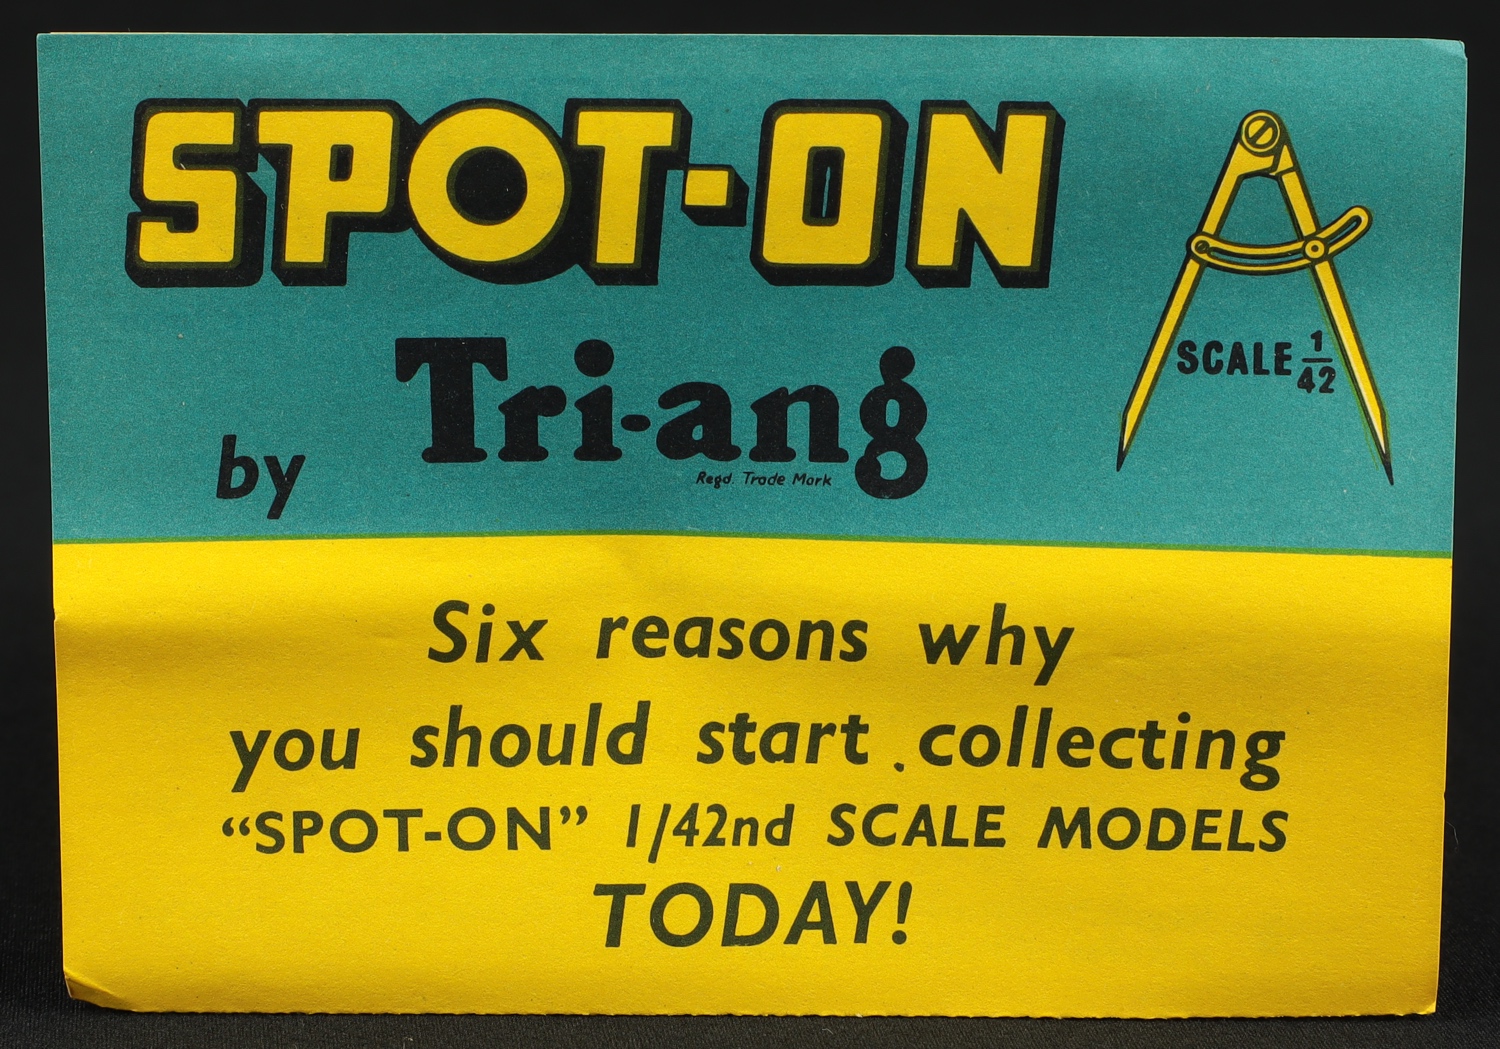 SPOT-ON
by Tri-ang
Regd. Trade Mark
SCALE 1/42
Six reasons why
you should start collecting
“SPOT-ON” 1/42nd SCALE MODELS
TODAY!